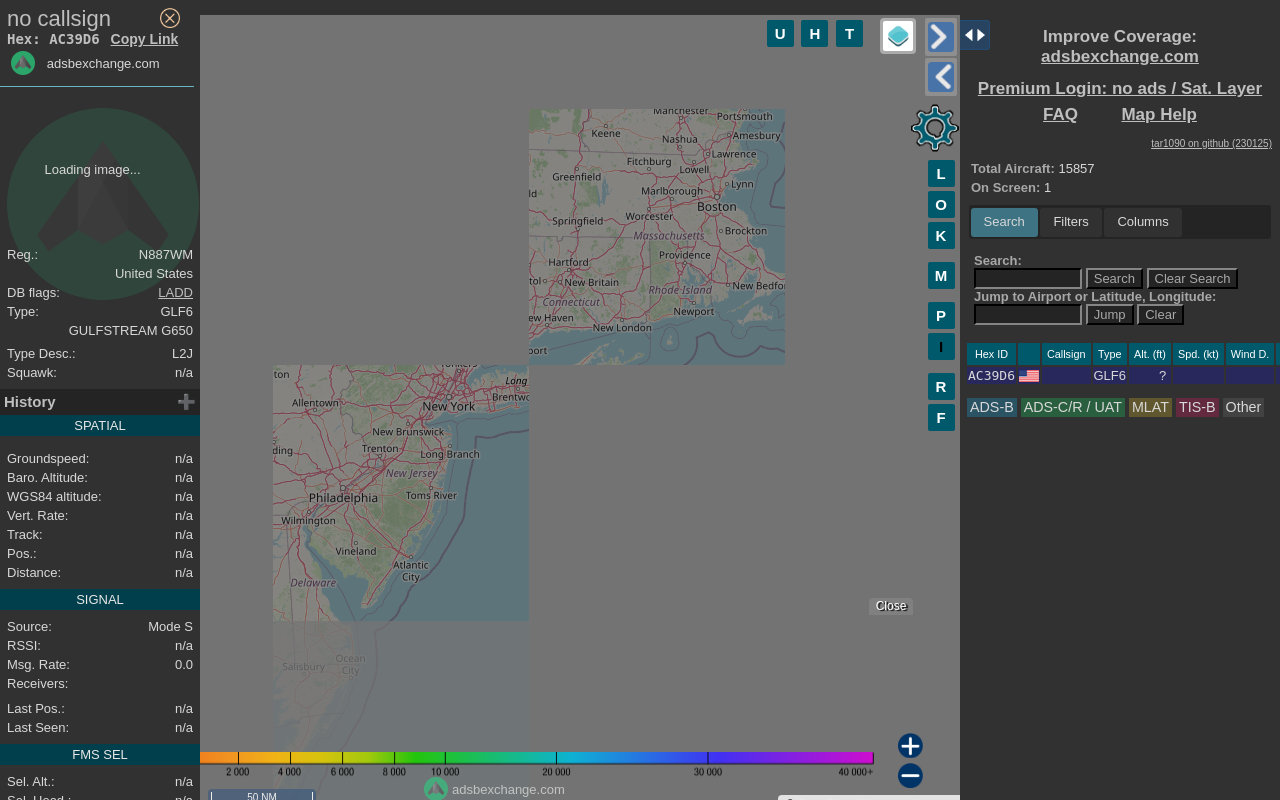 no callsign
Hex: AC39D6 Copy Link
adsbexchange.com
Loading image...
Reg.: N887WM
United States
DB flags: LADD
Type: GLF6
GULFSTREAM G650
Type Desc.: L2J
Squawk: n/a
History
SPATIAL
Groundspeed: n/a
Baro. Altitude: n/a
WGS84 altitude: n/a
Vert. Rate: n/a
Track: n/a
Pos.: n/a
Distance: n/a
SIGNAL
Source: Mode S
RSSI: n/a
Msg. Rate: 0.0
Receivers:
Last Pos.: n/a
Last Seen: n/a
FMS SEL
Sel. Alt.: n/a
U H T
L
O
K
M
P
I
R
F
Manchester
Portsmouth
Keene
Nashua
Amesbury
Fitchburg
Lawrence
Greenfield
Lowell
Marlborough
Lynn
Worcester
Boston
Springfield
Massachusetts
Brockton
Hartford
Providence
New Britain
Rhode Island
New Bedfo
Connecticut
Newport
ew Haven
New London
port
ton
Long
Allentown
Brentwo
New York
New Brunswick
ding
Trenton
Long Branch
New Jersey
Philadelphia
Toms River
Wilmington
Vineland
Atlantic
City
Delaware
Salisbury
Ocean
City
Close
2 000 4 000 6 000 8 000 10 000 20 000 30 000 40 000+
adsbexchange.com
50 NM
Improve Coverage:
adsbexchange.com
Premium Login: no ads / Sat. Layer
FAQ Map Help
tar1090 on github (230125)
Total Aircraft: 15857
On Screen: 1
Search Filters Columns
Search:
Search Clear Search
Jump to Airport or Latitude, Longitude:
Jump Clear
Hex ID Callsign Type Alt. (ft) Spd. (kt) Wind D.
AC39D6 GLF6 ?
ADS-B ADS-C/R / UAT MLAT TIS-B Other